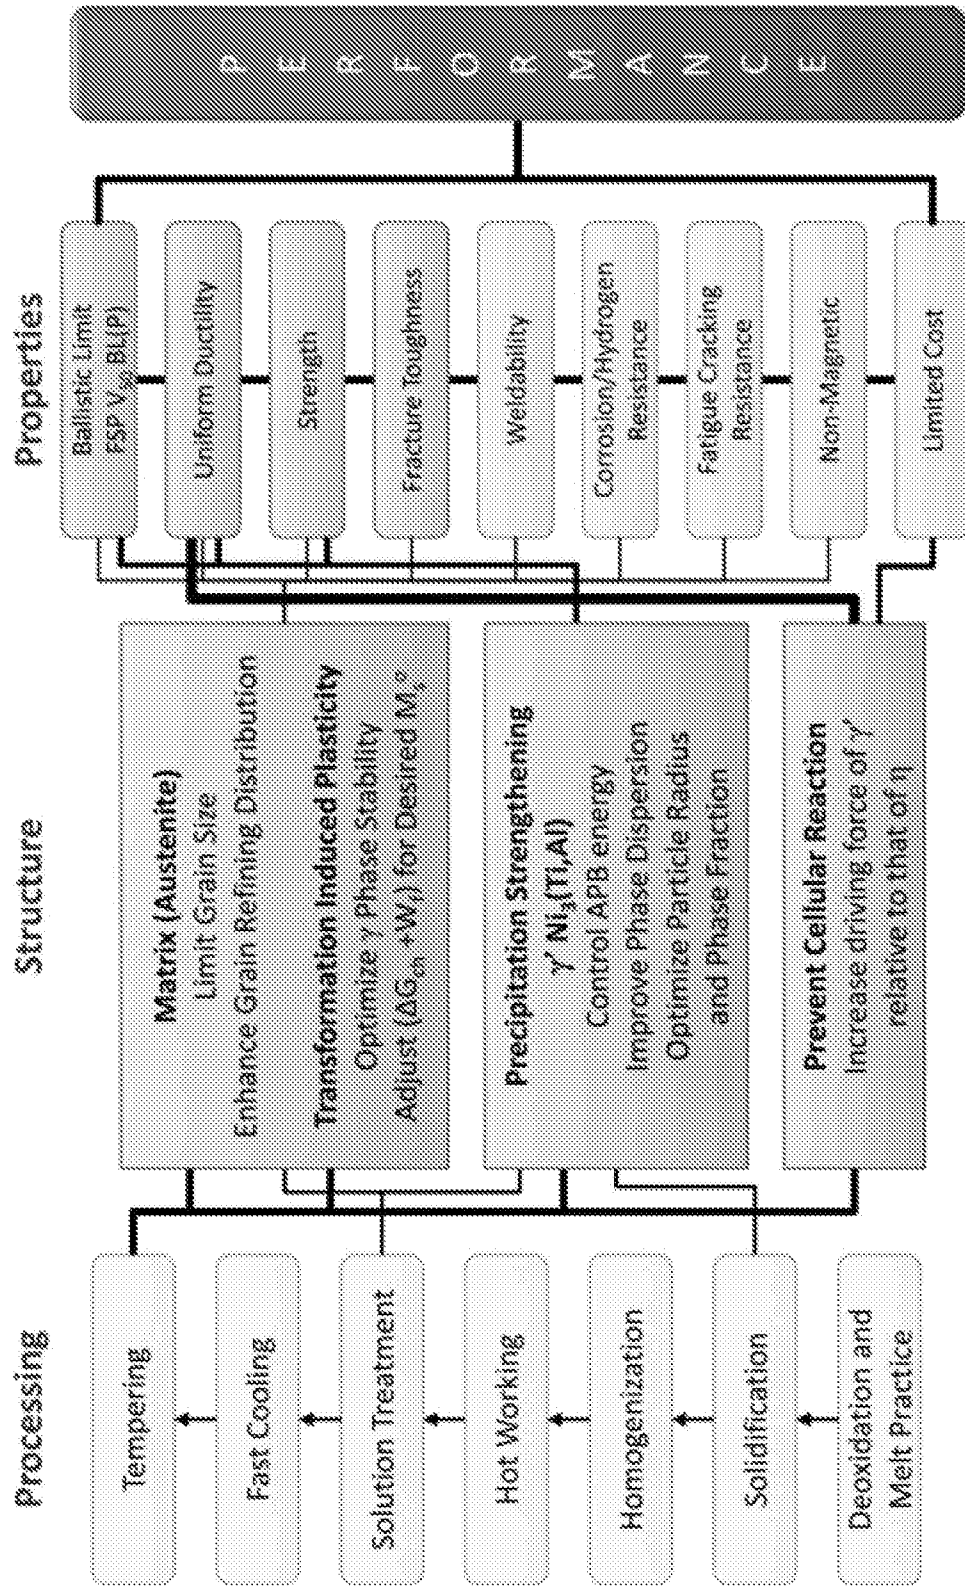 Processing
Tempering
Fast Cooling
Solution Treatment
Hot Working
Homogenization
Solidification
Deoxidation and
Melt Practice
Structure
Matrix (Austenite)
Limit Grain Size
Enhance Grain Refining Distribution
Transformation Induced Plasticity
Optimize γ Phase Stability
Adjust (ΔG_ch +W_f) for Desired M_s^σ
Precipitation Strengthening
γ' Ni₃(Ti,Al)
Control APB energy
Improve Phase Dispersion
Optimize Particle Radius
and Phase Fraction
Prevent Cellular Reaction
Increase driving force of γ'
relative to that of η
Properties
Ballistic Limit
FSP V₅₀ BL(P)
Uniform Ductility
Strength
Fracture Toughness
Weldability
Corrosion/Hydrogen
Resistance
Fatigue Cracking
Resistance
Non-Magnetic
Limited Cost
PERFORMANCE